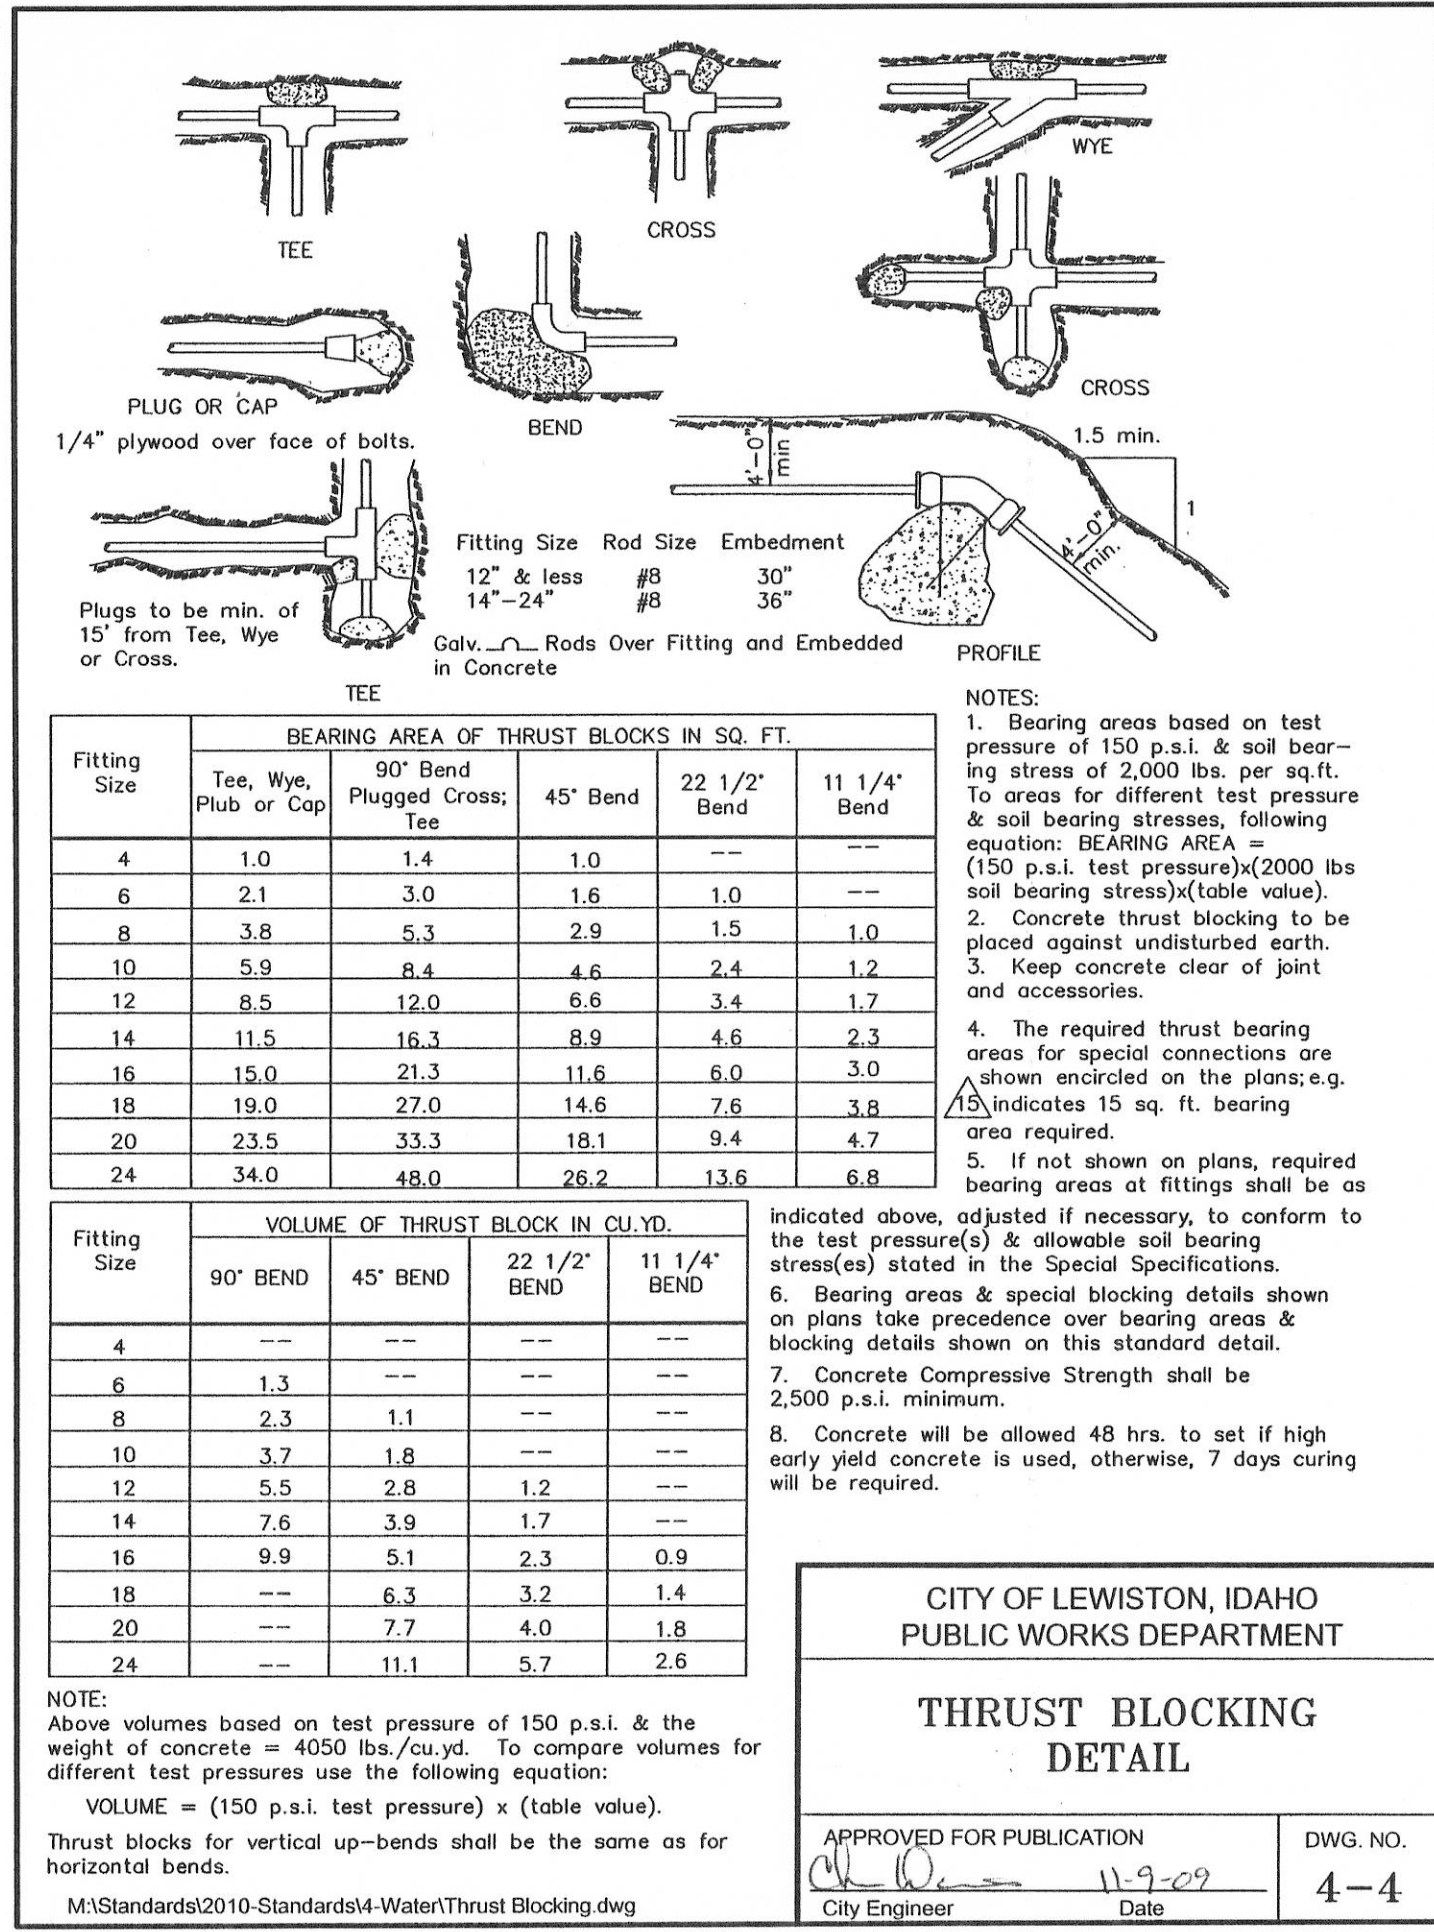 TEE
CROSS
WYE
PLUG OR CAP
1/4" plywood over face of bolts.
BEND
CROSS
4'-0"
min
1.5 min.
1
4'-0"
min.
PROFILE
Plugs to be min. of
15' from Tee, Wye
or Cross.
TEE
Fitting Size Rod Size Embedment
12" & less #8 30"
14"-24" #8 36"
Galv. Rods Over Fitting and Embedded
in Concrete
Fitting
Size
BEARING AREA OF THRUST BLOCKS IN SQ. FT.
Tee, Wye,
Plub or Cap
90° Bend
Plugged Cross;
Tee
45° Bend
22 1/2°
Bend
11 1/4°
Bend
4 1.0 1.4 1.0 -- --
6 2.1 3.0 1.6 1.0 --
8 3.8 5.3 2.9 1.5 1.0
10 5.9 8.4 4.6 2.4 1.2
12 8.5 12.0 6.6 3.4 1.7
14 11.5 16.3 8.9 4.6 2.3
16 15.0 21.3 11.6 6.0 3.0
18 19.0 27.0 14.6 7.6 3.8
20 23.5 33.3 18.1 9.4 4.7
24 34.0 48.0 26.2 13.6 6.8
NOTES:
1. Bearing areas based on test
pressure of 150 p.s.i. & soil bear-
ing stress of 2,000 lbs. per sq.ft.
To areas for different test pressure
& soil bearing stresses, following
equation: BEARING AREA =
(150 p.s.i. test pressure)x(2000 lbs
soil bearing stress)x(table value).
2. Concrete thrust blocking to be
placed against undisturbed earth.
3. Keep concrete clear of joint
and accessories.
4. The required thrust bearing
areas for special connections are
shown encircled on the plans; e.g.
15 indicates 15 sq. ft. bearing
area required.
5. If not shown on plans, required
bearing areas at fittings shall be as
indicated above, adjusted if necessary, to conform to
the test pressure(s) & allowable soil bearing
stress(es) stated in the Special Specifications.
6. Bearing areas & special blocking details shown
on plans take precedence over bearing areas &
blocking details shown on this standard detail.
7. Concrete Compressive Strength shall be
2,500 p.s.i. minimum.
8. Concrete will be allowed 48 hrs. to set if high
early yield concrete is used, otherwise, 7 days curing
will be required.
Fitting
Size
VOLUME OF THRUST BLOCK IN CU.YD.
90° BEND
45° BEND
22 1/2°
BEND
11 1/4°
BEND
4 -- -- -- --
6 1.3 -- -- --
8 2.3 1.1 -- --
10 3.7 1.8 -- --
12 5.5 2.8 1.2 --
14 7.6 3.9 1.7 --
16 9.9 5.1 2.3 0.9
18 -- 6.3 3.2 1.4
20 -- 7.7 4.0 1.8
24 -- 11.1 5.7 2.6
NOTE:
Above volumes based on test pressure of 150 p.s.i. & the
weight of concrete = 4050 lbs./cu.yd. To compare volumes for
different test pressures use the following equation:
VOLUME = (150 p.s.i. test pressure) x (table value).
Thrust blocks for vertical up-bends shall be the same as for
horizontal bends.
M:\Standards\2010-Standards\4-Water\Thrust Blocking.dwg
CITY OF LEWISTON, IDAHO
PUBLIC WORKS DEPARTMENT
THRUST BLOCKING
DETAIL
APPROVED FOR PUBLICATION
11-9-09
City Engineer Date
DWG. NO.
4-4